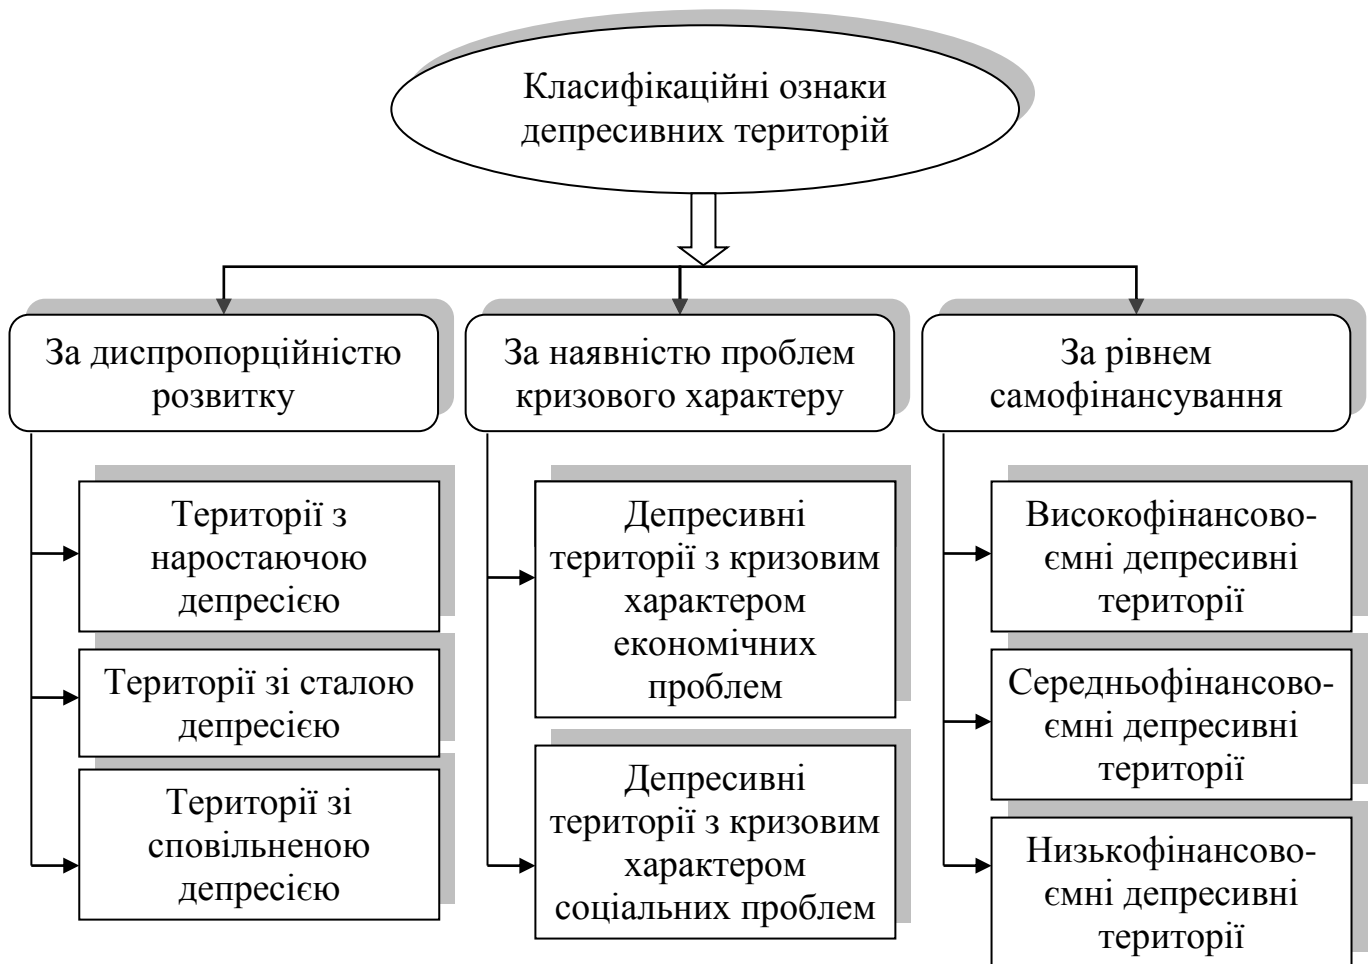 Класифікаційні ознаки
депресивних територій
За диспропорційністю
розвитку
Території з
наростаючою
депресією
Території зі сталою
депресією
Території зі
сповільненою
депресією
За наявністю проблем
кризового характеру
Депресивні
території з кризовим
характером
економічних
проблем
Депресивні
території з кризовим
характером
соціальних проблем
За рівнем
самофінансування
Високофінансово-
ємні депресивні
території
Середньофінансово-
ємні депресивні
території
Низькофінансово-
ємні депресивні
території